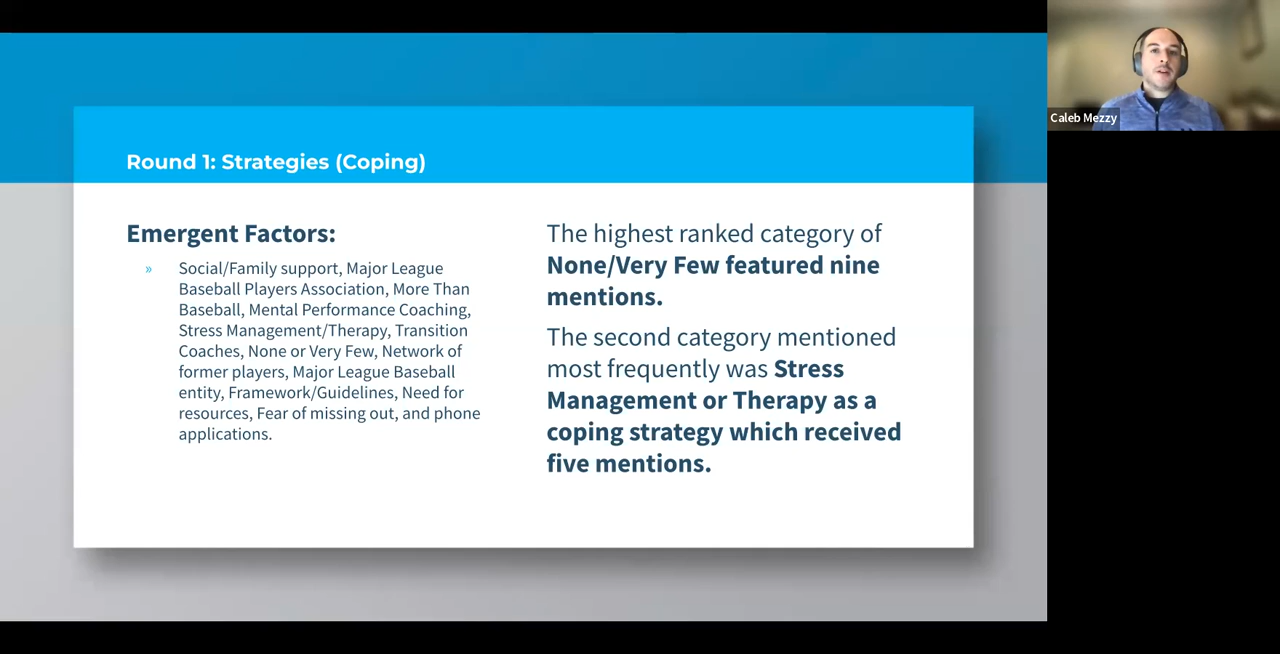 Caleb Mezzy
Round 1: Strategies (Coping)
Emergent Factors:
» Social/Family support, Major League
Baseball Players Association, More Than
Baseball, Mental Performance Coaching,
Stress Management/Therapy, Transition
Coaches, None or Very Few, Network of
former players, Major League Baseball
entity, Framework/Guidelines, Need for
resources, Fear of missing out, and phone
applications.
The highest ranked category of
None/Very Few featured nine
mentions.
The second category mentioned
most frequently was Stress
Management or Therapy as a
coping strategy which received
five mentions.